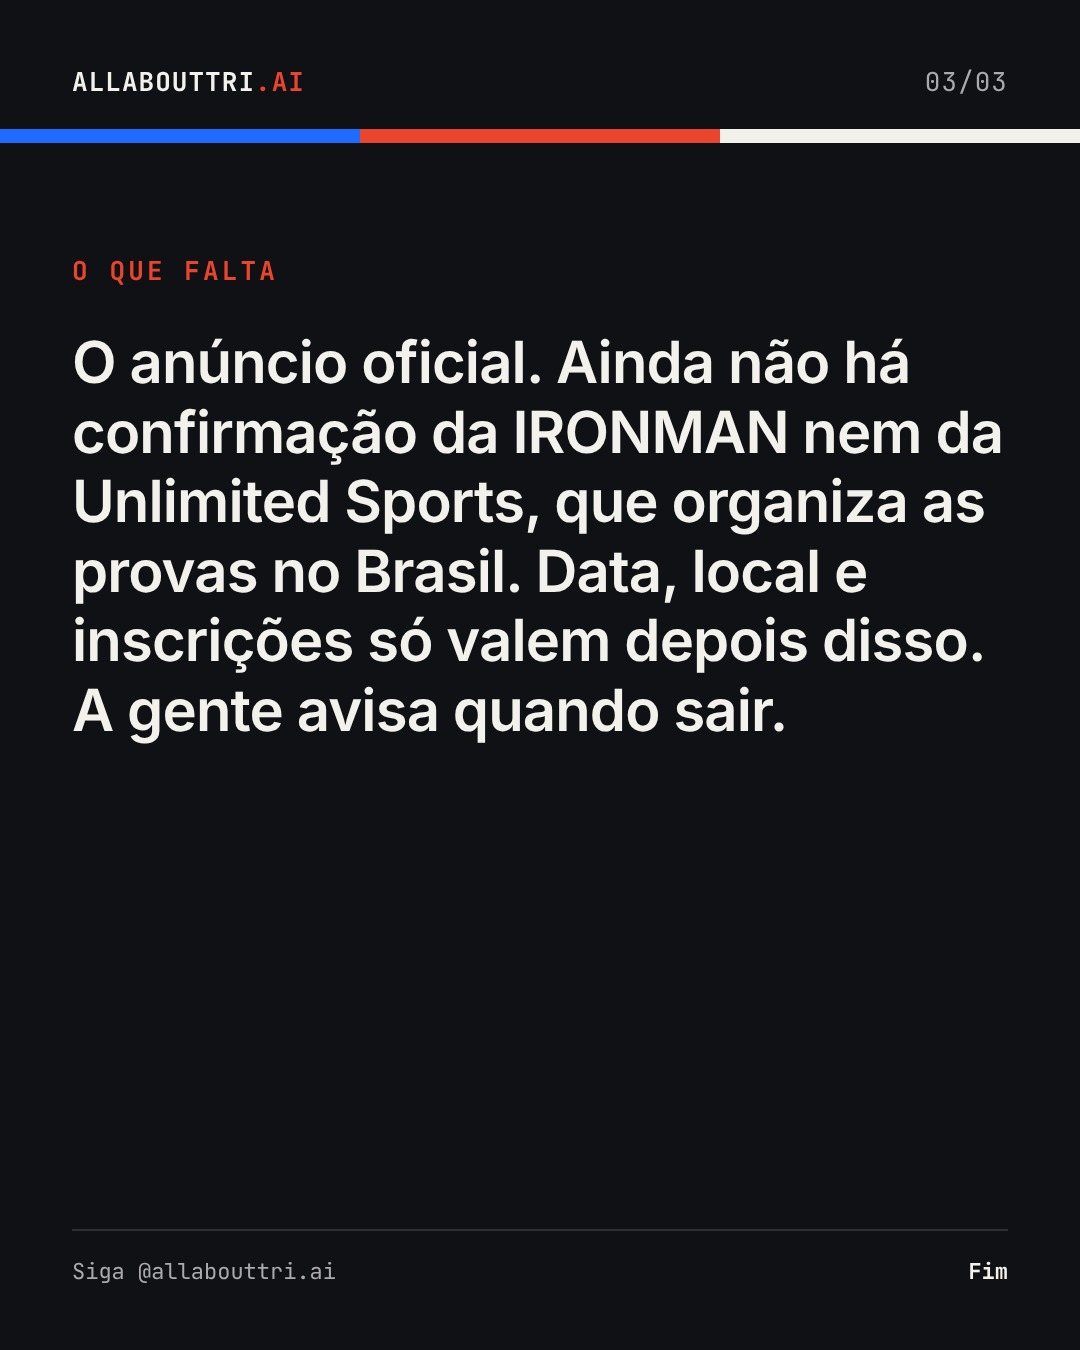 ALLABOUTTRI.AI
03/03
O QUE FALTA
O anúncio oficial. Ainda não há
confirmação da IRONMAN nem da
Unlimited Sports, que organiza as
provas no Brasil. Data, local e
inscrições só valem depois disso.
A gente avisa quando sair.
Siga @allabouttri.ai
Fim